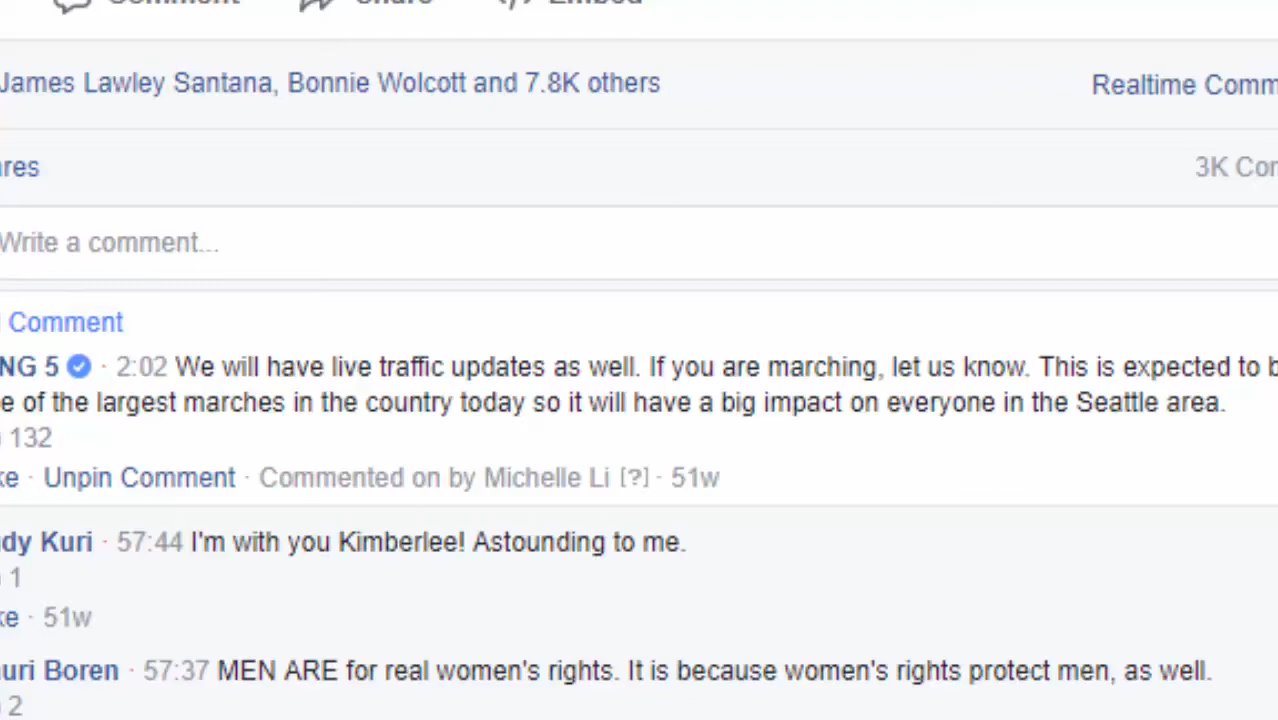 Comment Share Embed
James Lawley Santana, Bonnie Wolcott and 7.8K others
Realtime Comm
res
3K Con
Write a comment...
Comment
NG 5 · 2:02 We will have live traffic updates as well. If you are marching, let us know. This is expected to b
e of the largest marches in the country today so it will have a big impact on everyone in the Seattle area.
132
ke · Unpin Comment · Commented on by Michelle Li [?] · 51w
dy Kuri · 57:44 I'm with you Kimberlee! Astounding to me.
1
ke · 51w
uri Boren · 57:37 MEN ARE for real women's rights. It is because women's rights protect men, as well.
2